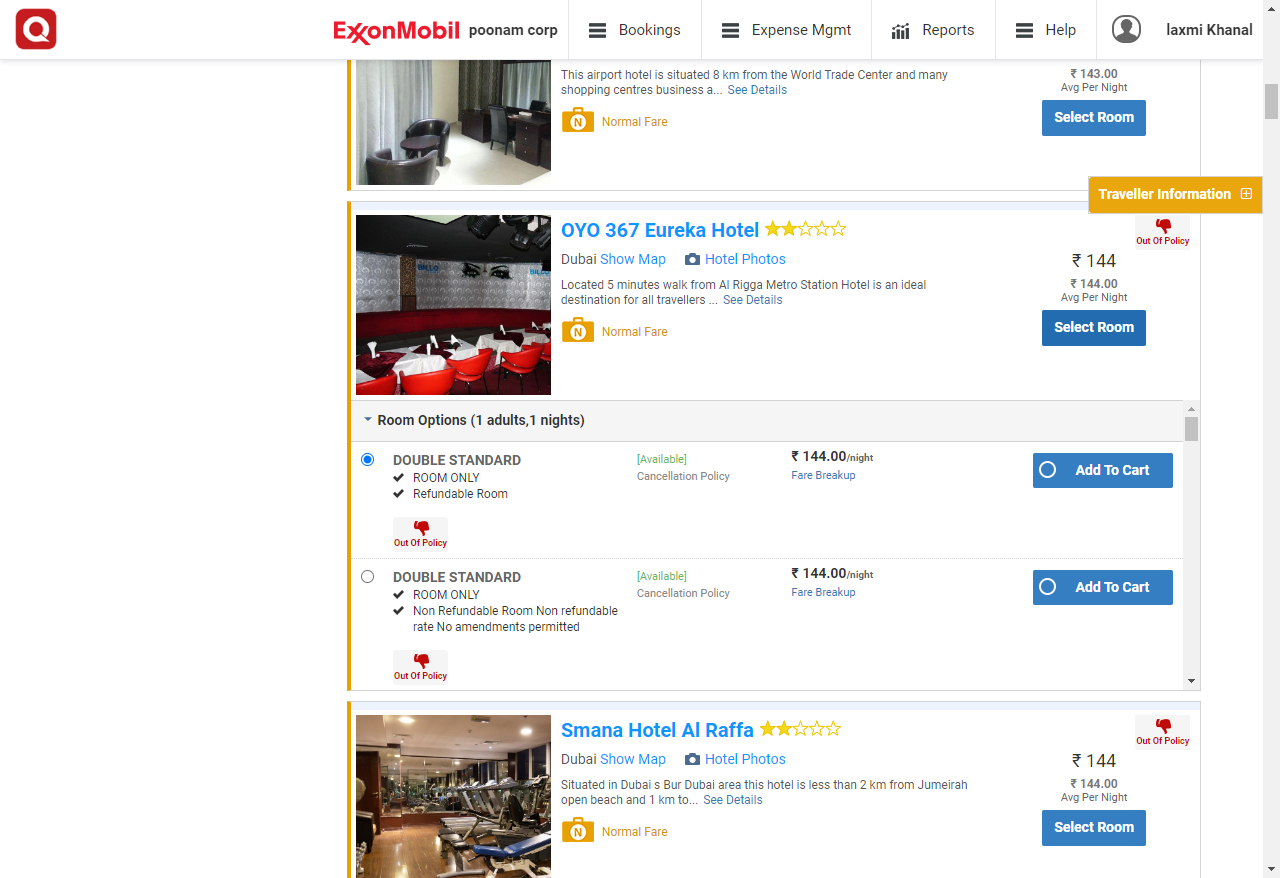 ExxonMobil poonam corp
Bookings
Expense Mgmt
Reports
Help
laxmi Khanal
This airport hotel is situated 8 km from the World Trade Center and many
shopping centres business a... See Details
Normal Fare
₹ 143.00
Avg Per Night
Select Room
Traveller Information
OYO 367 Eureka Hotel
Out Of Policy
Dubai Show Map Hotel Photos
₹ 144
Located 5 minutes walk from Al Rigga Metro Station Hotel is an ideal
destination for all travellers ... See Details
₹ 144.00
Avg Per Night
N Normal Fare
Select Room
Room Options (1 adults,1 nights)
DOUBLE STANDARD
ROOM ONLY
Refundable Room
Out Of Policy
[Available]
Cancellation Policy
₹ 144.00/night
Fare Breakup
Add To Cart
DOUBLE STANDARD
ROOM ONLY
Non Refundable Room Non refundable
rate No amendments permitted
Out Of Policy
[Available]
Cancellation Policy
₹ 144.00/night
Fare Breakup
Add To Cart
Smana Hotel Al Raffa
Out Of Policy
Dubai Show Map Hotel Photos
₹ 144
Situated in Dubai s Bur Dubai area this hotel is less than 2 km from Jumeirah
open beach and 1 km to... See Details
₹ 144.00
Avg Per Night
N Normal Fare
Select Room